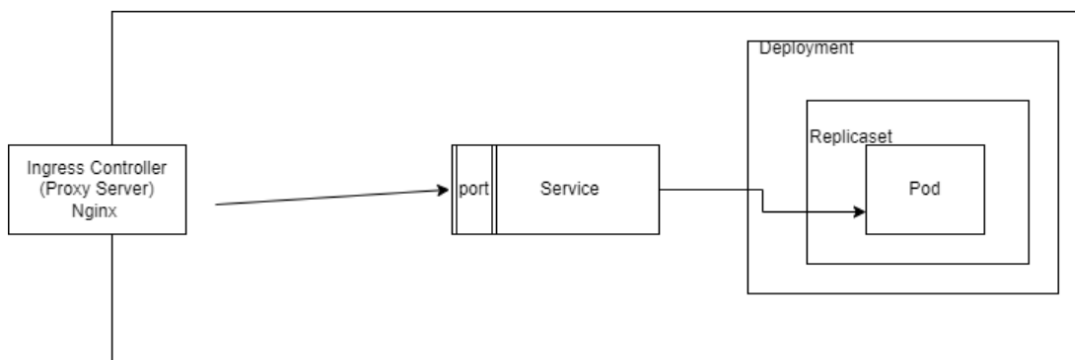 Deployment
Replicaset
Ingress Controller
(Proxy Server)
Nginx
port
Service
Pod